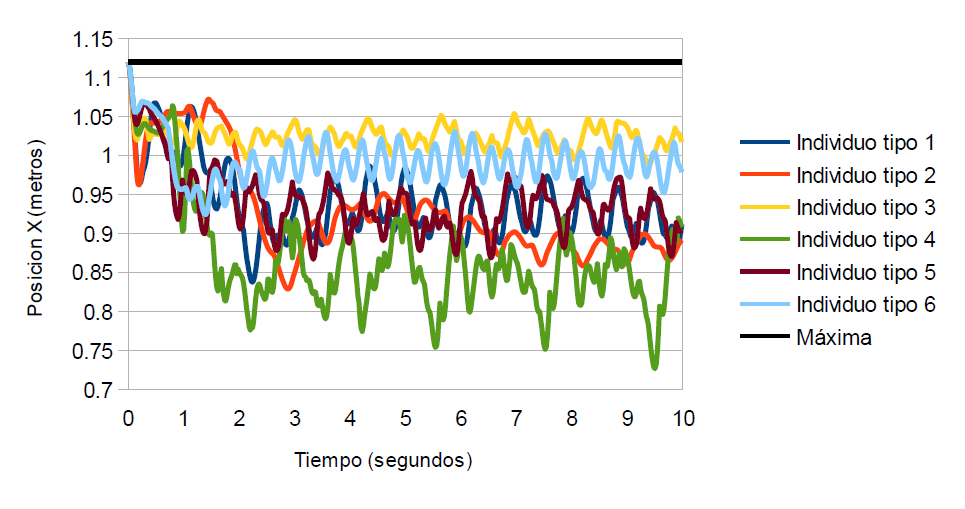 1.15
1.1
1.05
1
0.95
0.9
0.85
0.8
0.75
0.7
0 1 2 3 4 5 6 7 8 9 10
Posicion X (metros)
Tiempo (segundos)
Individuo tipo 1
Individuo tipo 2
Individuo tipo 3
Individuo tipo 4
Individuo tipo 5
Individuo tipo 6
Máxima